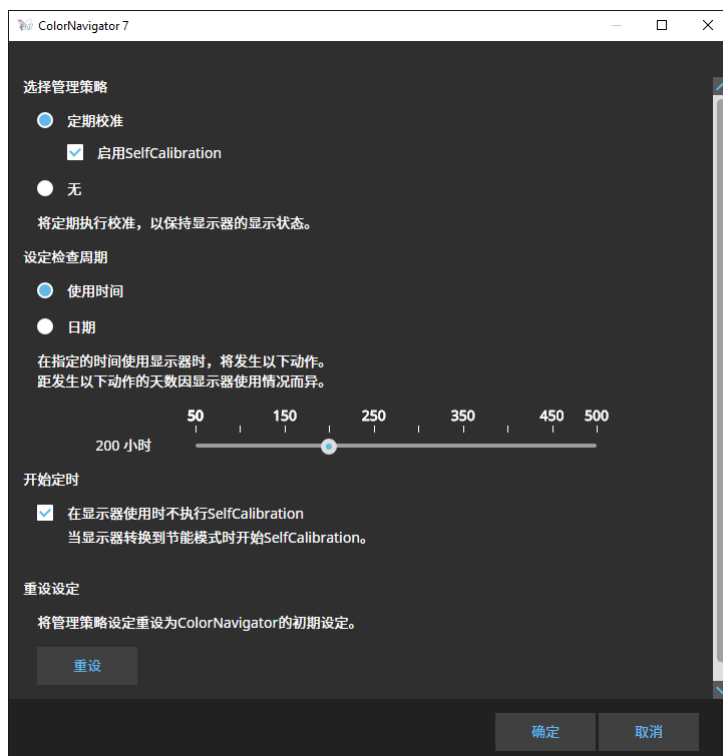 ColorNavigator 7
选择管理策略
定期校准
启用SelfCalibration
无
将定期执行校准，以保持显示器的显示状态。
设定检查周期
使用时间
日期
在指定的时间使用显示器时，将发生以下动作。
距发生以下动作的天数因显示器使用情况而异。
50 150 250 350 450 500
200 小时
开始定时
在显示器使用时不执行SelfCalibration
当显示器转换到节能模式时开始SelfCalibration。
重设设定
将管理策略设定重设为ColorNavigator的初期设定。
重设
确定 取消